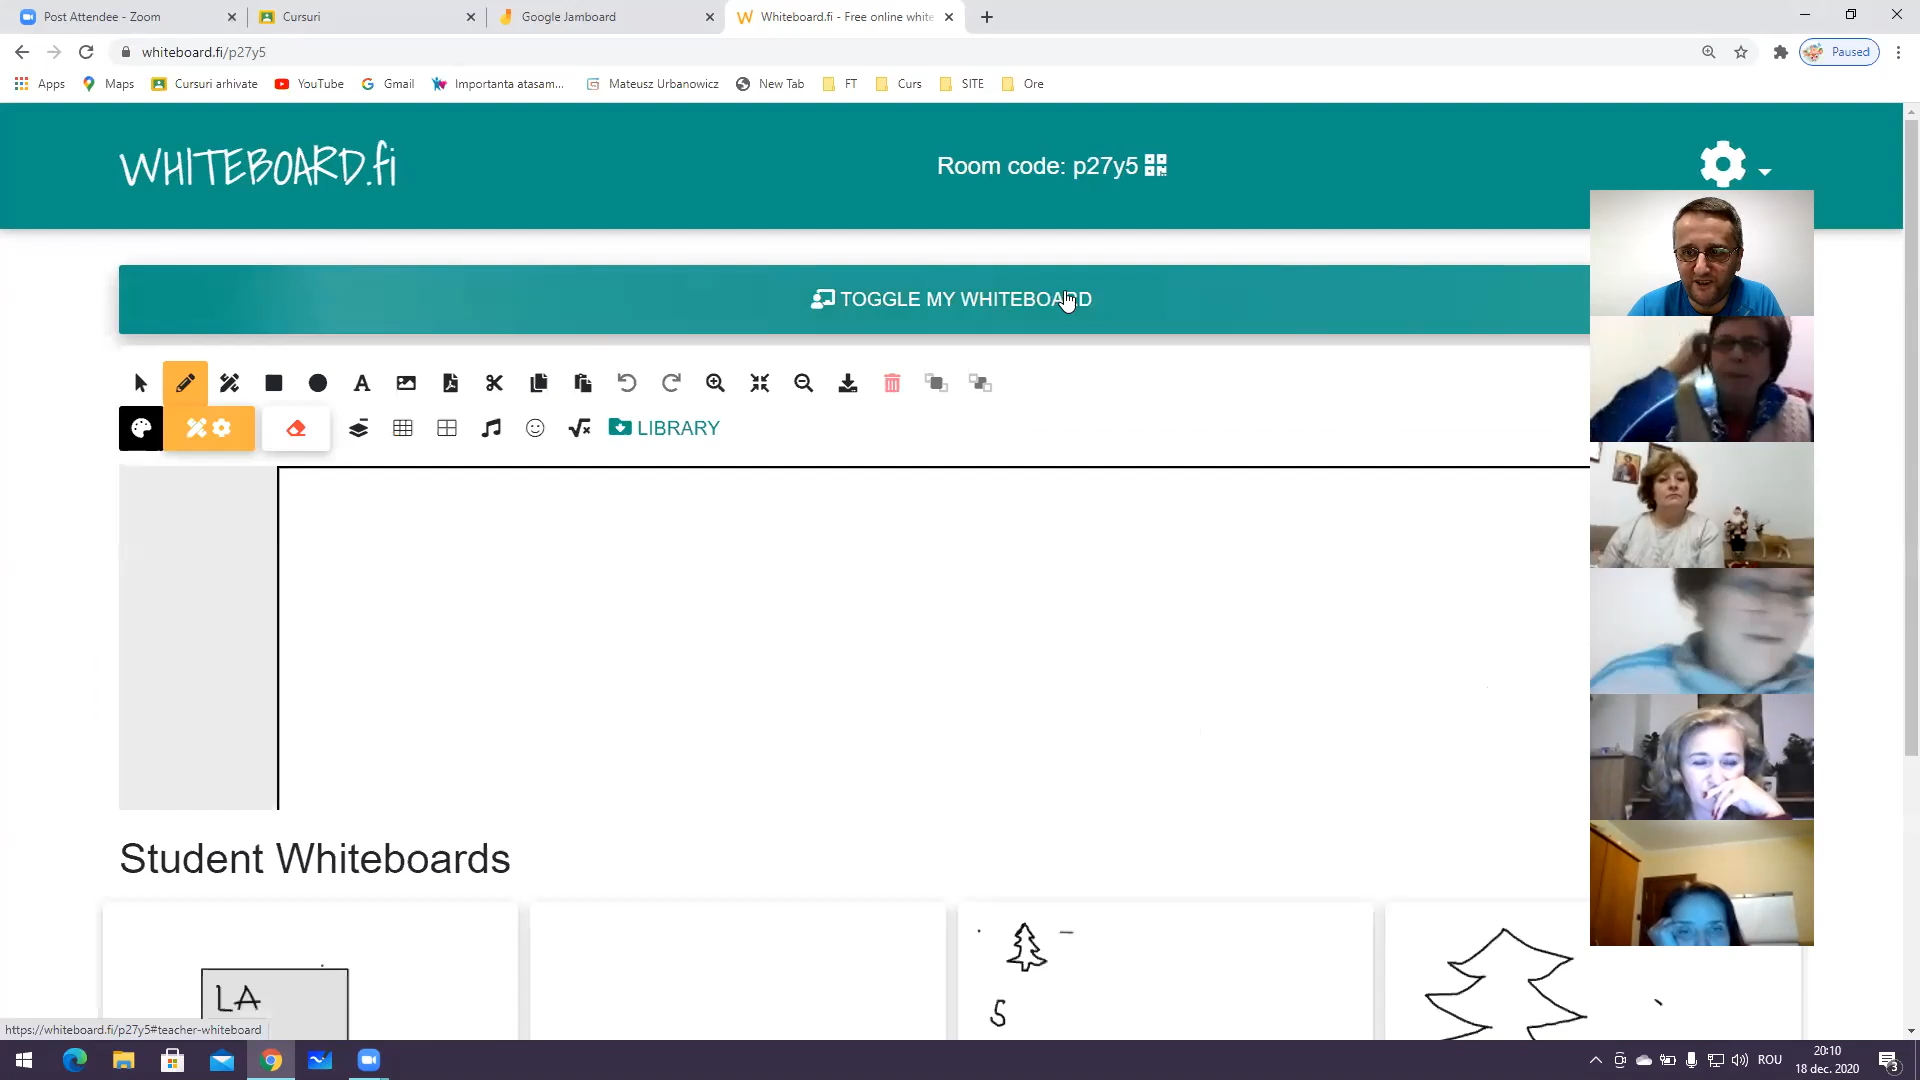 Post Attendee - Zoom
Cursuri
Google Jamboard
Whiteboard.fi - Free online white
whiteboard.fi/p27y5
Paused
Apps
Maps
Cursuri arhivate
YouTube
Gmail
Importanta atasam...
Mateusz Urbanowicz
New Tab
FT
Curs
SITE
Ore
WHITEBOARD.fi
Room code: p27y5
TOGGLE MY WHITEBOARD
LIBRARY
Student Whiteboards
LA
S
https://whiteboard.fi/p27y5#teacher-whiteboard
ROU
20:10
18 dec. 2020
3